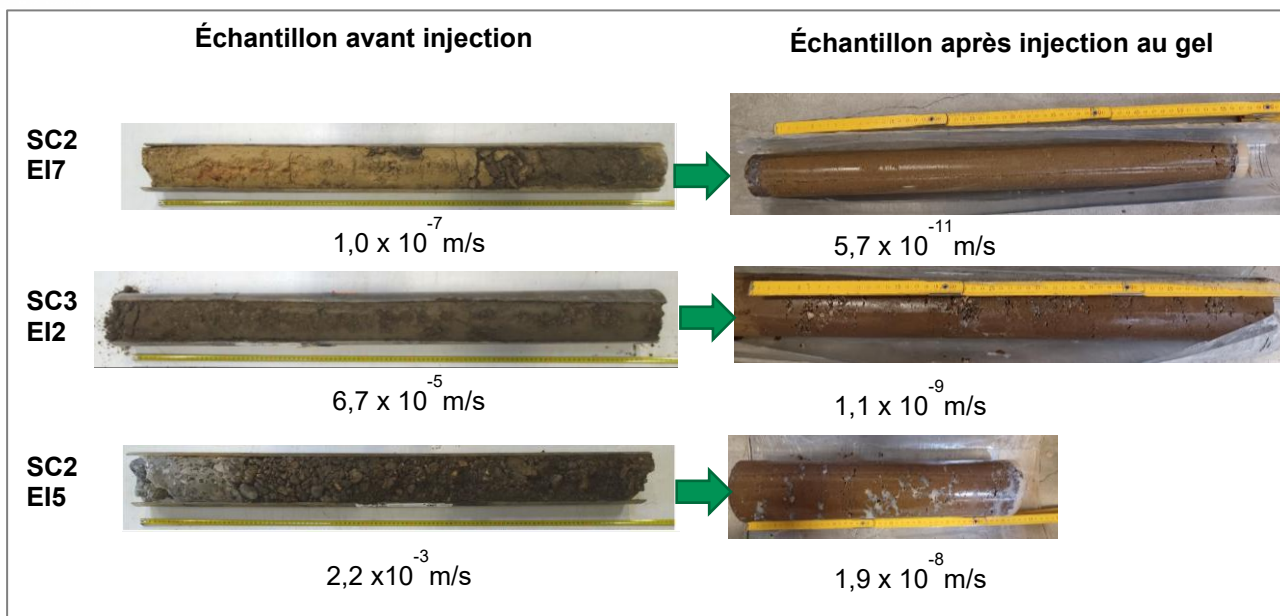 Échantillon avant injection
Échantillon après injection au gel
SC2
EI7
1,0 x 10⁻⁷ m/s
5,7 x 10⁻¹¹ m/s
SC3
EI2
6,7 x 10⁻⁵ m/s
1,1 x 10⁻⁹ m/s
SC2
EI5
2,2 x10⁻³ m/s
1,9 x 10⁻⁸ m/s